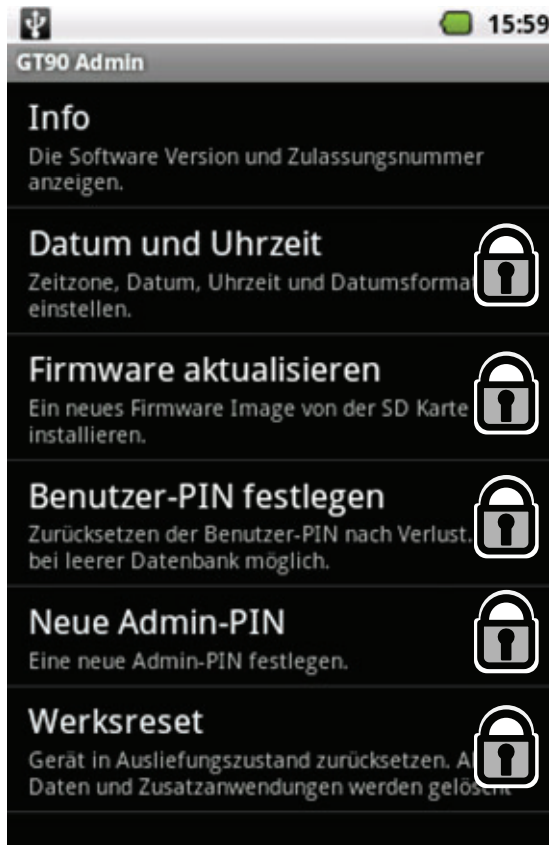 15:59
GT90 Admin
Info
Die Software Version und Zulassungsnummer
anzeigen.
Datum und Uhrzeit
Zeitzone, Datum, Uhrzeit und
einstellen.
Firmware aktualisieren
Ein neues Firmware Image von der SD Karte
installieren.
Benutzer-PIN festlegen
Zurücksetzen der Benutzer-PIN nach Verlust.
bei leerer Datenbank möglich.
Neue Admin-PIN
Eine neue Admin-PIN festlegen.
Werksreset
Gerät in Ausliefungszustand zurücksetzen.
Daten und Zusatzanwendungen werden